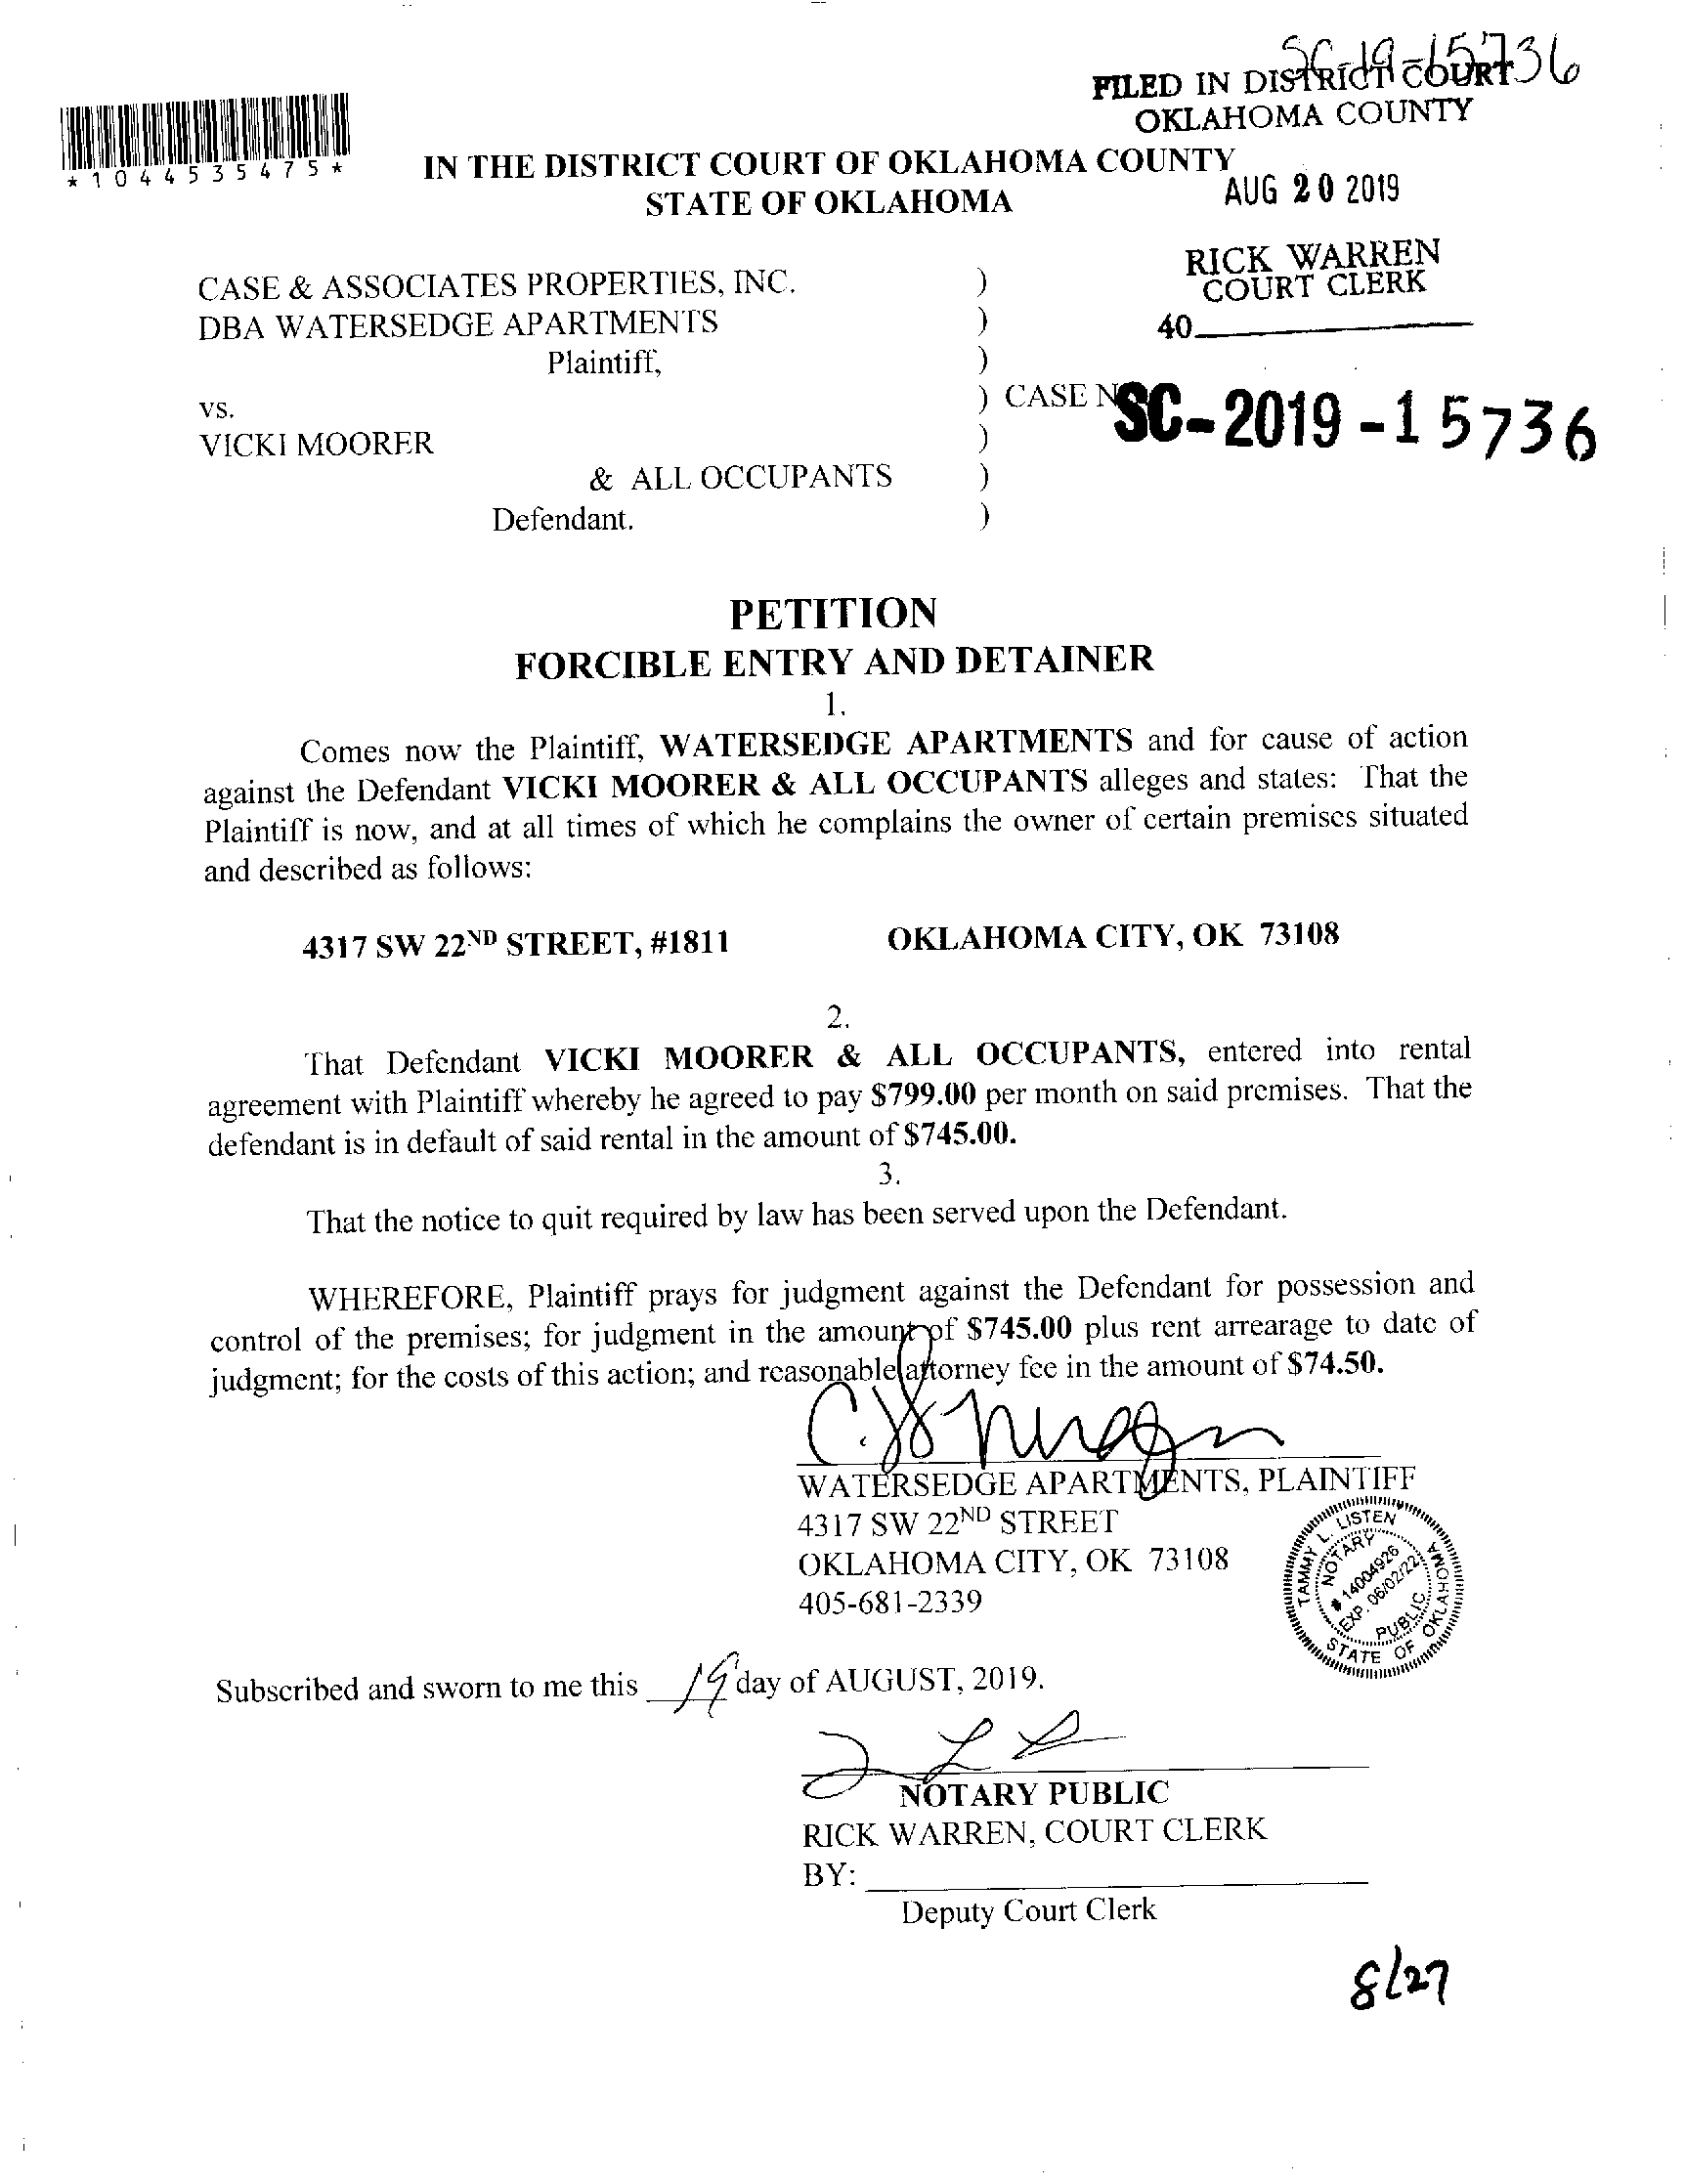 SC-19-15736
FILED IN DISTRICT COURT
OKLAHOMA COUNTY
*1044535475*
IN THE DISTRICT COURT OF OKLAHOMA COUNTY
STATE OF OKLAHOMA
AUG 20 2019
RICK WARREN
COURT CLERK
40
CASE & ASSOCIATES PROPERTIES, INC. )
DBA WATERSEDGE APARTMENTS )
Plaintiff, )
vs. ) CASE N SC-2019-15736
VICKI MOORER )
& ALL OCCUPANTS )
Defendant. )
PETITION
FORCIBLE ENTRY AND DETAINER
1.
Comes now the Plaintiff, WATERSEDGE APARTMENTS and for cause of action
against the Defendant VICKI MOORER & ALL OCCUPANTS alleges and states: That the
Plaintiff is now, and at all times of which he complains the owner of certain premises situated
and described as follows:
4317 SW 22ND STREET, #1811 OKLAHOMA CITY, OK 73108
2.
That Defendant VICKI MOORER & ALL OCCUPANTS, entered into rental
agreement with Plaintiff whereby he agreed to pay $799.00 per month on said premises. That the
defendant is in default of said rental in the amount of $745.00.
3.
That the notice to quit required by law has been served upon the Defendant.
WHEREFORE, Plaintiff prays for judgment against the Defendant for possession and
control of the premises; for judgment in the amount of $745.00 plus rent arrearage to date of
judgment; for the costs of this action; and reasonable attorney fee in the amount of $74.50.
WATERSEDGE APARTMENTS, PLAINTIFF
4317 SW 22ND STREET
OKLAHOMA CITY, OK 73108
405-681-2339
TAMMY L. LISTEN
NOTARY
# 14004926
EXP. 06/02/22
PUBLIC
STATE OF OKLAHOMA
Subscribed and sworn to me this 19 day of AUGUST, 2019.
NOTARY PUBLIC
RICK WARREN, COURT CLERK
BY:
Deputy Court Clerk
8/27